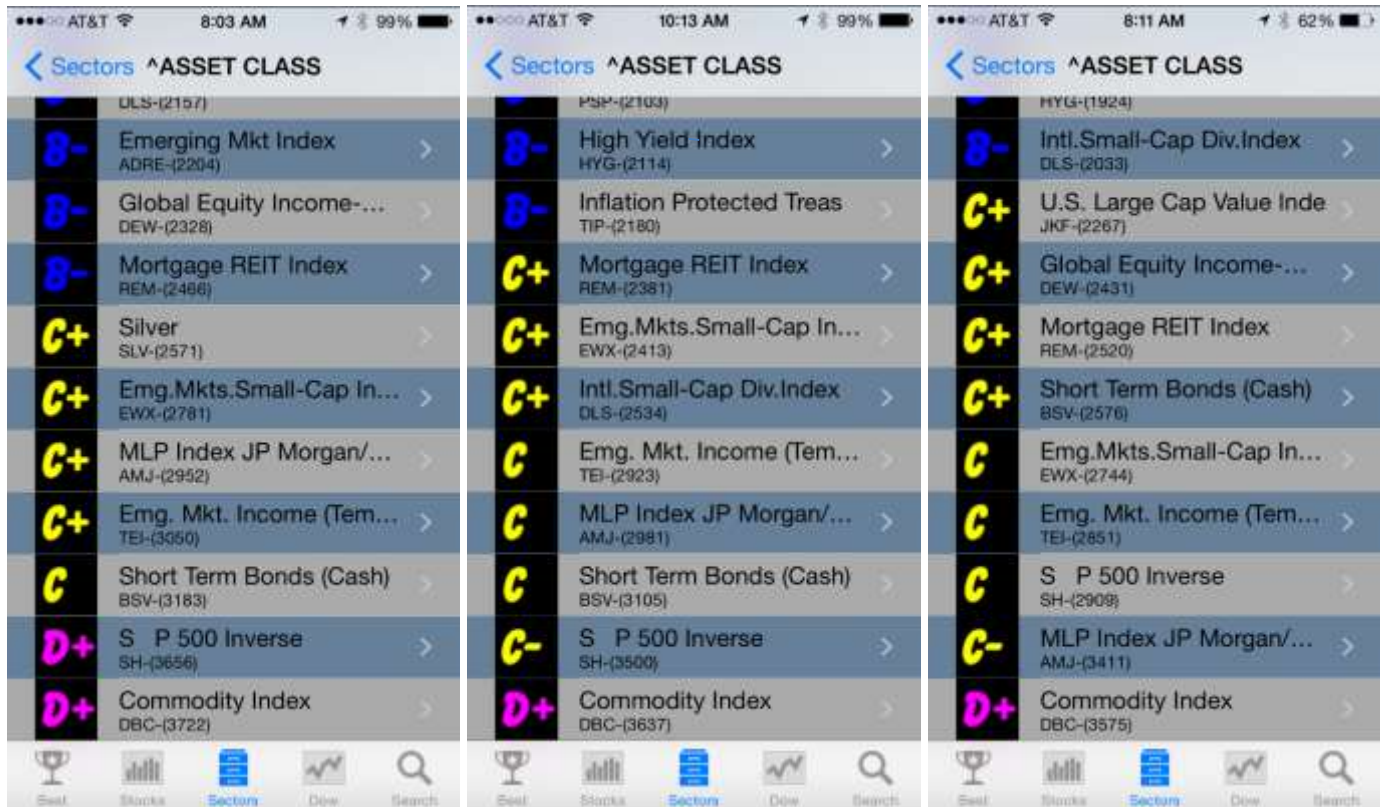 AT&T 8:03 AM 99%
Sectors ^ASSET CLASS
DLS-(2157)
B- Emerging Mkt Index
ADRE-(2204)
B- Global Equity Income-...
DEW-(2328)
B- Mortgage REIT Index
REM-(2466)
C+ Silver
SLV-(2571)
C+ Emg.Mkts.Small-Cap In...
EWX-(2781)
C+ MLP Index JP Morgan/...
AMJ-(2952)
C+ Emg. Mkt. Income (Tem...
TEI-(3050)
C Short Term Bonds (Cash)
BSV-(3183)
D+ S P 500 Inverse
SH-(3656)
D+ Commodity Index
DBC-(3722)
Best Stocks Sectors Dow Search
AT&T 10:13 AM 99%
Sectors ^ASSET CLASS
PSP-(2103)
B- High Yield Index
HYG-(2114)
B- Inflation Protected Treas
TIP-(2180)
C+ Mortgage REIT Index
REM-(2381)
C+ Emg.Mkts.Small-Cap In...
EWX-(2413)
C+ Intl.Small-Cap Div.Index
DLS-(2534)
C Emg. Mkt. Income (Tem...
TEI-(2923)
C MLP Index JP Morgan/...
AMJ-(2981)
C Short Term Bonds (Cash)
BSV-(3105)
C- S P 500 Inverse
SH-(3500)
D+ Commodity Index
DBC-(3637)
Best Stocks Sectors Dow Search
AT&T 8:11 AM 62%
Sectors ^ASSET CLASS
HYG-(1924)
B- Intl.Small-Cap Div.Index
DLS-(2033)
C+ U.S. Large Cap Value Inde
JKF-(2267)
C+ Global Equity Income-...
DEW-(2431)
C+ Mortgage REIT Index
REM-(2520)
C+ Short Term Bonds (Cash)
BSV-(2576)
C Emg.Mkts.Small-Cap In...
EWX-(2744)
C Emg. Mkt. Income (Tem...
TEI-(2851)
C S P 500 Inverse
SH-(2909)
C- MLP Index JP Morgan/...
AMJ-(3411)
D+ Commodity Index
DBC-(3575)
Best Stocks Sectors Dow Search